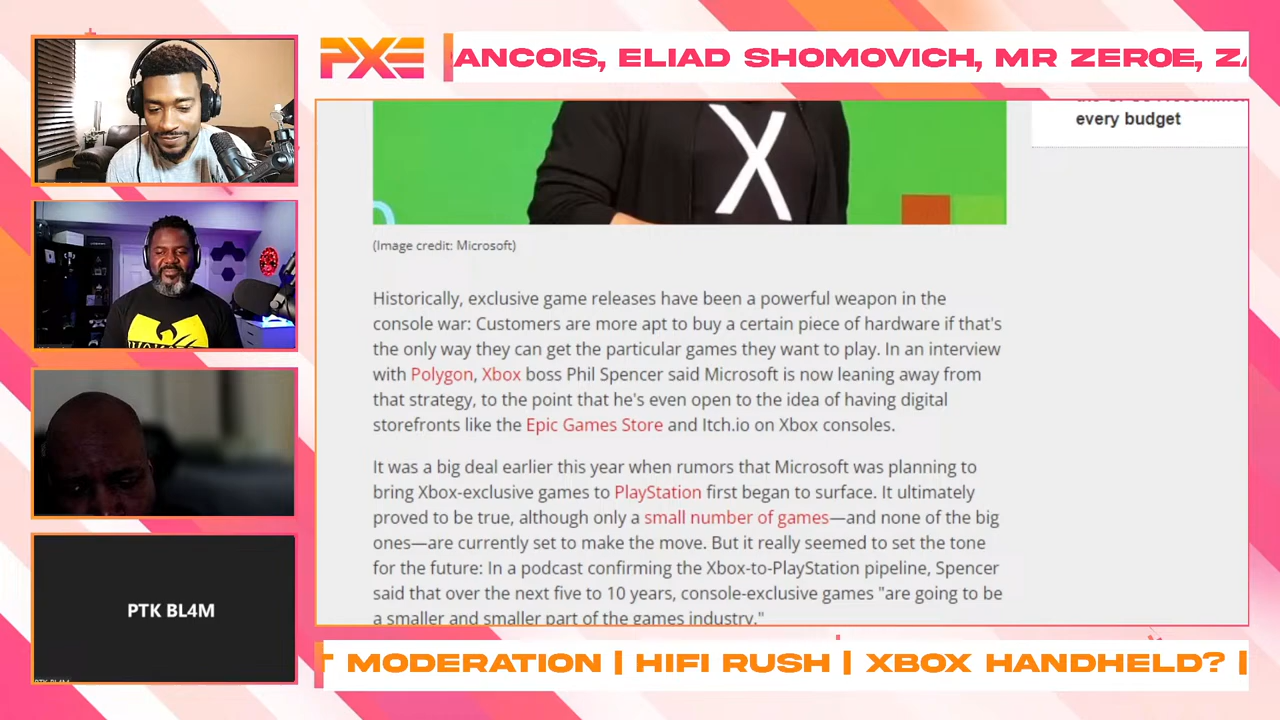 PXE
ANCOIS, ELIAD SHOMOVICH, MR ZEROE, ZA
every budget
X
(Image credit: Microsoft)
Historically, exclusive game releases have been a powerful weapon in the
console war: Customers are more apt to buy a certain piece of hardware if that's
the only way they can get the particular games they want to play. In an interview
with Polygon, Xbox boss Phil Spencer said Microsoft is now leaning away from
that strategy, to the point that he's even open to the idea of having digital
storefronts like the Epic Games Store and Itch.io on Xbox consoles.
It was a big deal earlier this year when rumors that Microsoft was planning to
bring Xbox-exclusive games to PlayStation first began to surface. It ultimately
proved to be true, although only a small number of games—and none of the big
ones—are currently set to make the move. But it really seemed to set the tone
for the future: In a podcast confirming the Xbox-to-PlayStation pipeline, Spencer
said that over the next five to 10 years, console-exclusive games "are going to be
a smaller and smaller part of the games industry."
PTK BL4M
PTK BL4M
T MODERATION | HIFI RUSH | XBOX HANDHELD? |